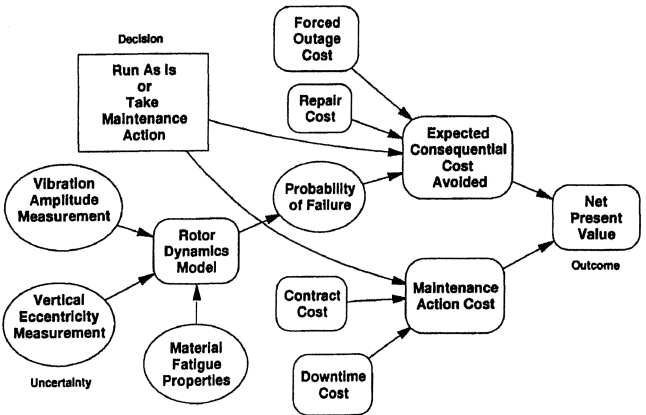 Decision
Run As Is
or
Take
Maintenance
Action
Forced
Outage
Cost
Repair
Cost
Expected
Consequential
Cost
Avoided
Vibration
Amplitude
Measurement
Probability
of Failure
Net
Present
Value
Outcome
Rotor
Dynamics
Model
Vertical
Eccentricity
Measurement
Uncertainty
Material
Fatigue
Properties
Contract
Cost
Maintenance
Action Cost
Downtime
Cost